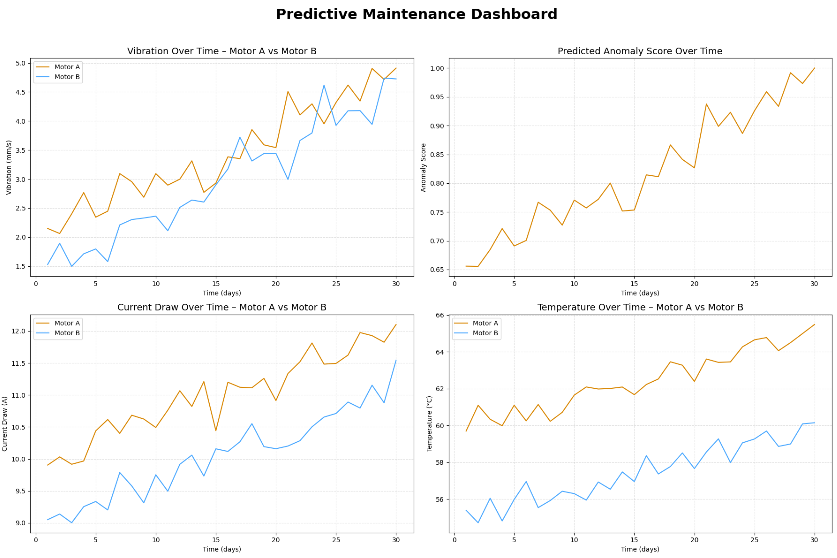 Predictive Maintenance Dashboard
Vibration Over Time – Motor A vs Motor B
Motor A
Motor B
Vibration (mm/s)
5.0
4.5
4.0
3.5
3.0
2.5
2.0
1.5
0 5 10 15 20 25 30
Time (days)
Predicted Anomaly Score Over Time
Anomaly Score
1.00
0.95
0.90
0.85
0.80
0.75
0.70
0.65
0 5 10 15 20 25 30
Time (days)
Current Draw Over Time – Motor A vs Motor B
Motor A
Motor B
Current Draw (A)
12.0
11.5
11.0
10.5
10.0
9.5
9.0
0 5 10 15 20 25 30
Time (days)
Temperature Over Time – Motor A vs Motor B
Motor A
Motor B
Temperature (°C)
66
64
62
60
58
56
0 5 10 15 20 25 30
Time (days)